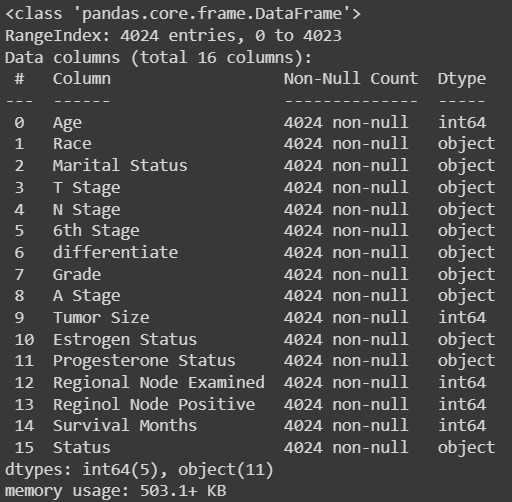 <class 'pandas.core.frame.DataFrame'>
RangeIndex: 4024 entries, 0 to 4023
Data columns (total 16 columns):
 #   Column                  Non-Null Count  Dtype
---  ------                  --------------  -----
 0   Age                     4024 non-null   int64
 1   Race                    4024 non-null   object
 2   Marital Status          4024 non-null   object
 3   T Stage                 4024 non-null   object
 4   N Stage                 4024 non-null   object
 5   6th Stage               4024 non-null   object
 6   differentiate           4024 non-null   object
 7   Grade                   4024 non-null   object
 8   A Stage                 4024 non-null   object
 9   Tumor Size              4024 non-null   int64
 10  Estrogen Status         4024 non-null   object
 11  Progesterone Status     4024 non-null   object
 12  Regional Node Examined  4024 non-null   int64
 13  Reginol Node Positive   4024 non-null   int64
 14  Survival Months         4024 non-null   int64
 15  Status                  4024 non-null   object
dtypes: int64(5), object(11)
memory usage: 503.1+ KB